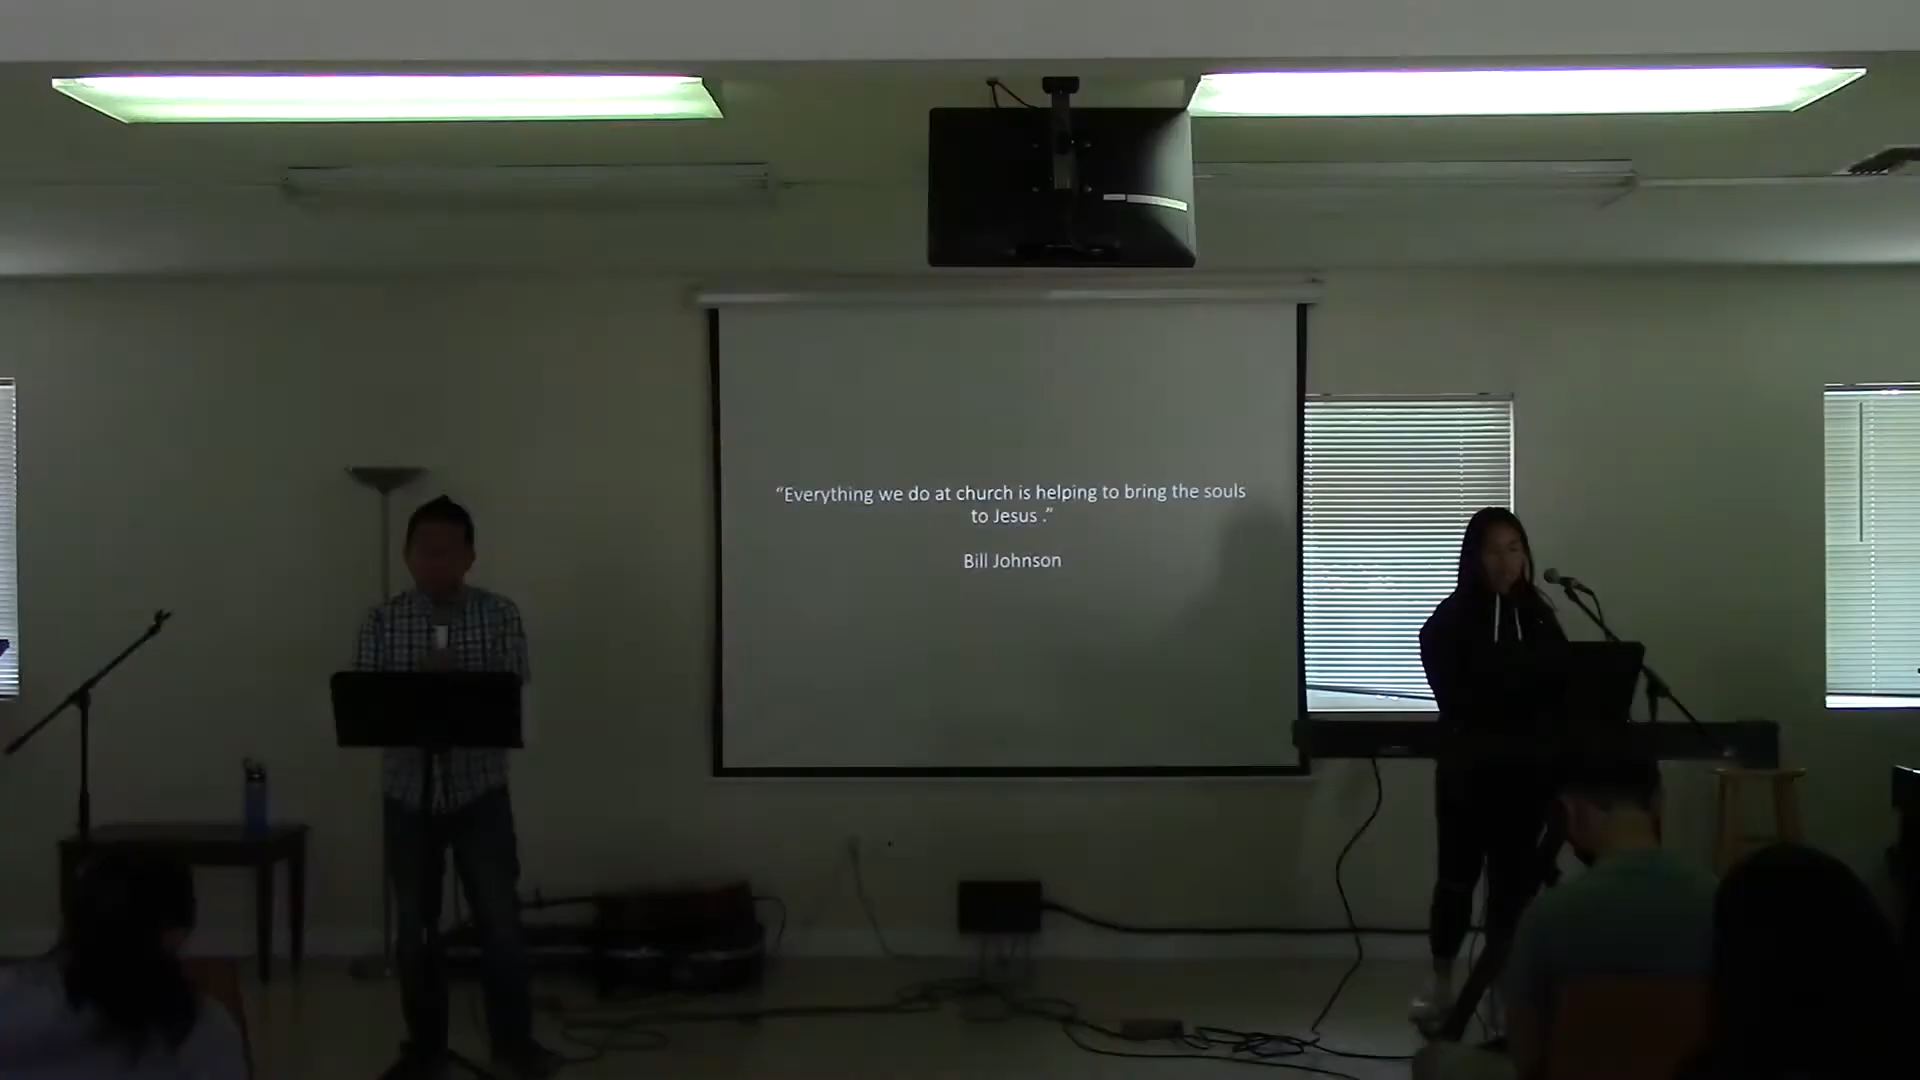 “Everything we do at church is helping to bring the souls
to Jesus .”
Bill Johnson